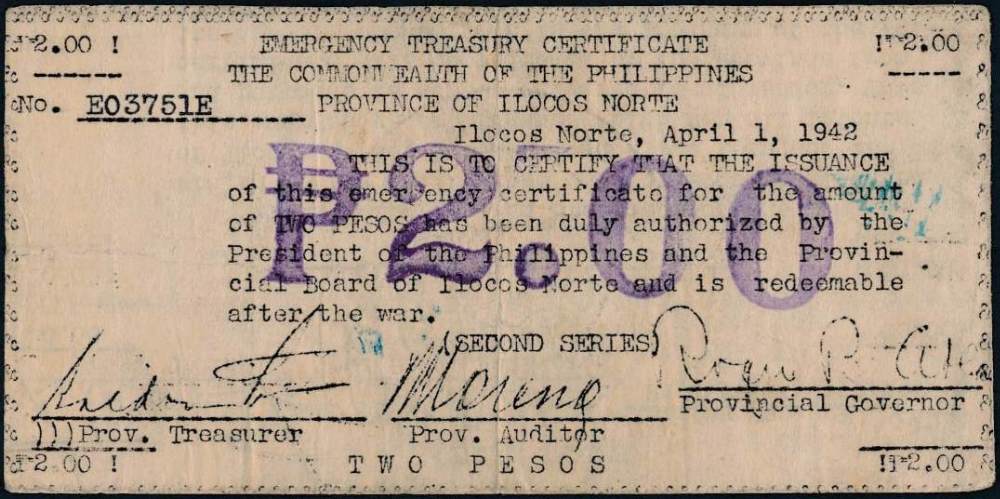 ₱2.00 ! EMERGENCY TREASURY CERTIFICATE !₱2.00
THE COMMONWEALTH OF THE PHILIPPINES
No. E03751E PROVINCE OF ILOCOS NORTE
Ilocos Norte, April 1, 1942
THIS IS TO CERTIFY THAT THE ISSUANCE
of this emergency certificate for the amount
of TWO PESOS has been duly authorized by the
President of the Philippines and the Provin-
cial Board of Ilocos Norte and is redeemable
after the war.
₱2.00
(SECOND SERIES)
Moreno
Roque B.
Provincial Governor
)))Prov. Treasurer Prov. Auditor
₱2.00 ! TWO PESOS !₱2.00